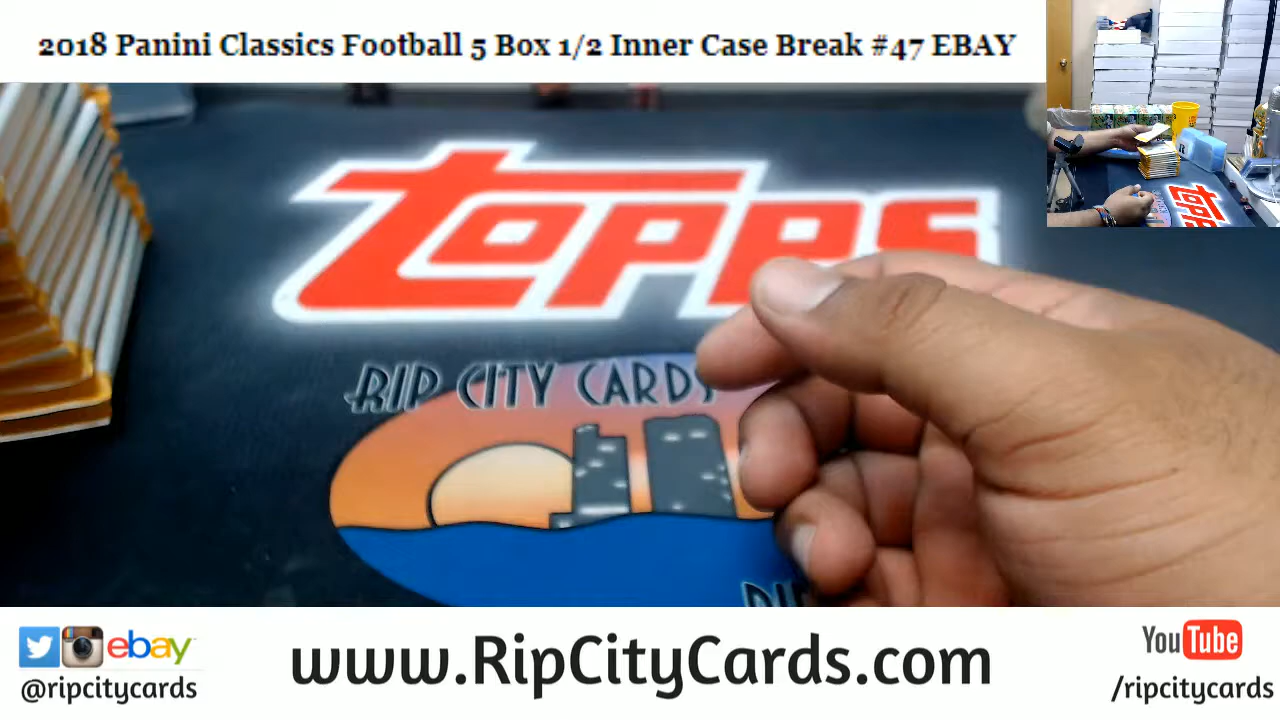 2018 Panini Classics Football 5 Box 1/2 Inner Case Break #47 EBAY
topps
RIP CITY CARDS
ebay
@ripcitycards
www.RipCityCards.com
YouTube
/ripcitycards